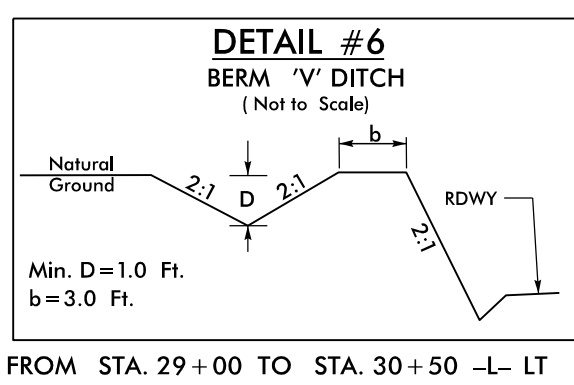 DETAIL #6
BERM 'V' DITCH
( Not to Scale)
b
Natural
Ground
2:1
D
2:1
2:1
RDWY
Min. D=1.0 Ft.
b=3.0 Ft.
FROM STA. 29+00 TO STA. 30+50 -L- LT